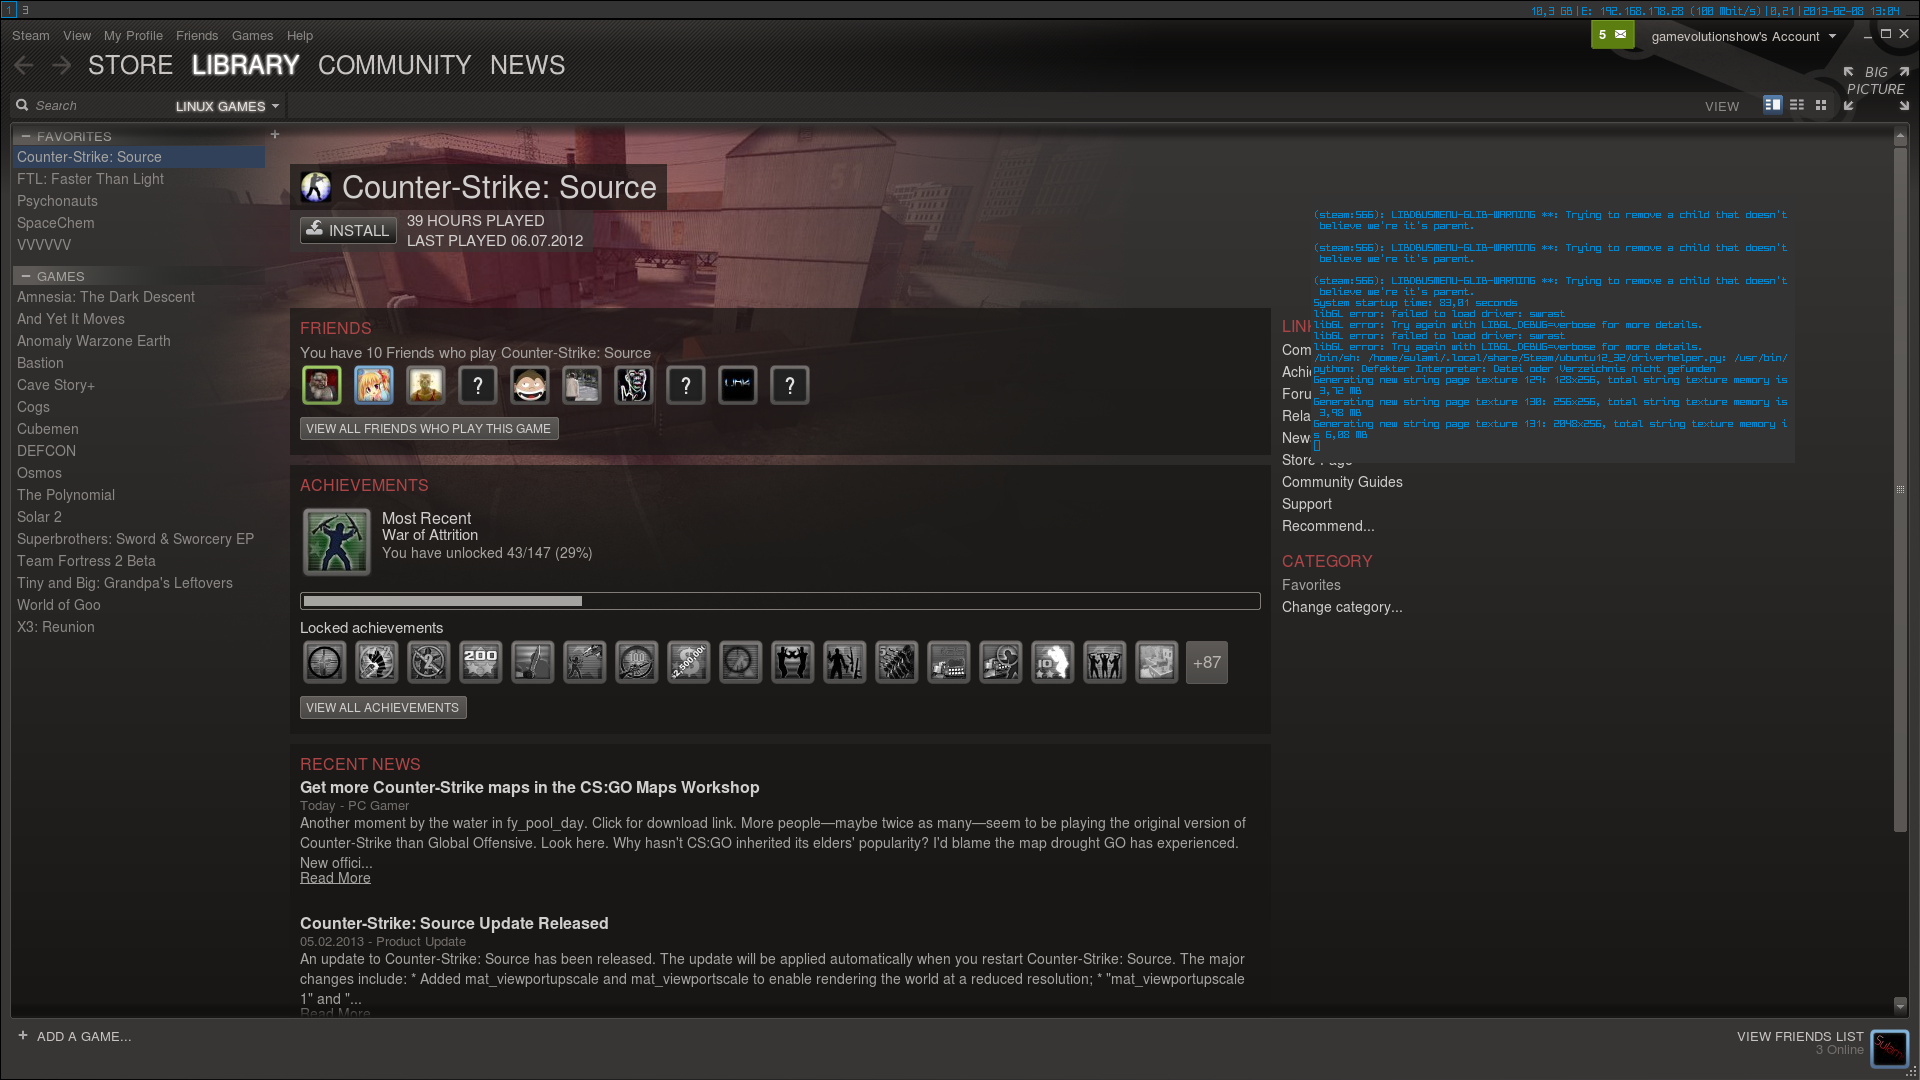 1 3
10,3 GB|E: 192.168.178.28 (100 Mbit/s)|0,21|2013-02-08 13:04
Steam View My Profile Friends Games Help
5
gamevolutionshow's Account
STORE LIBRARY COMMUNITY NEWS
BIG PICTURE
Search
LINUX GAMES
VIEW
FAVORITES
Counter-Strike: Source
FTL: Faster Than Light
Psychonauts
SpaceChem
VVVVVV
GAMES
Amnesia: The Dark Descent
And Yet It Moves
Anomaly Warzone Earth
Bastion
Cave Story+
Cogs
Cubemen
DEFCON
Osmos
The Polynomial
Solar 2
Superbrothers: Sword & Sworcery EP
Team Fortress 2 Beta
Tiny and Big: Grandpa's Leftovers
World of Goo
X3: Reunion
Counter-Strike: Source
INSTALL
39 HOURS PLAYED
LAST PLAYED 06.07.2012
FRIENDS
You have 10 Friends who play Counter-Strike: Source
? ? ?
VIEW ALL FRIENDS WHO PLAY THIS GAME
ACHIEVEMENTS
Most Recent
War of Attrition
You have unlocked 43/147 (29%)
Locked achievements
200
+87
VIEW ALL ACHIEVEMENTS
RECENT NEWS
Get more Counter-Strike maps in the CS:GO Maps Workshop
Today - PC Gamer
Another moment by the water in fy_pool_day. Click for download link. More people—maybe twice as many—seem to be playing the original version of
Counter-Strike than Global Offensive. Look here. Why hasn't CS:GO inherited its elders' popularity? I'd blame the map drought GO has experienced.
New offici...
Read More
Counter-Strike: Source Update Released
05.02.2013 - Product Update
An update to Counter-Strike: Source has been released. The update will be applied automatically when you restart Counter-Strike: Source. The major
changes include: * Added mat_viewportupscale and mat_viewportscale to enable rendering the world at a reduced resolution; * "mat_viewportupscale
1" and "...
Read More
(steam:566): LIBDBUSMENU-GLIB-WARNING **: Trying to remove a child that doesn't
believe we're it's parent.
(steam:566): LIBDBUSMENU-GLIB-WARNING **: Trying to remove a child that doesn't
believe we're it's parent.
(steam:566): LIBDBUSMENU-GLIB-WARNING **: Trying to remove a child that doesn't
believe we're it's parent.
System startup time: 83,01 seconds
libGL error: failed to load driver: swrast
libGL error: Try again with LIBGL_DEBUG=verbose for more details.
libGL error: failed to load driver: swrast
libGL error: Try again with LIBGL_DEBUG=verbose for more details.
/bin/sh: /home/sulami/.local/share/Steam/ubuntu12_32/driverhelper.py: /usr/bin/
python: Defekter Interpreter: Datei oder Verzeichnis nicht gefunden
Generating new string page texture 129: 128x256, total string texture memory is
3,72 MB
Generating new string page texture 130: 256x256, total string texture memory is
3,98 MB
Generating new string page texture 131: 2048x256, total string texture memory i
s 6,08 MB
Store Page
Community Guides
Support
Recommend...
CATEGORY
Favorites
Change category...
ADD A GAME...
VIEW FRIENDS LIST
3 Online